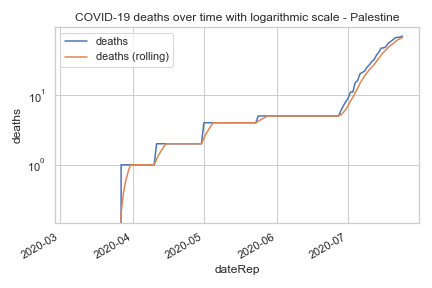 COVID-19 deaths over time with logarithmic scale - Palestine
deaths
deaths (rolling)
deaths
10¹
10⁰
2020-03
2020-04
2020-05
2020-06
2020-07
dateRep